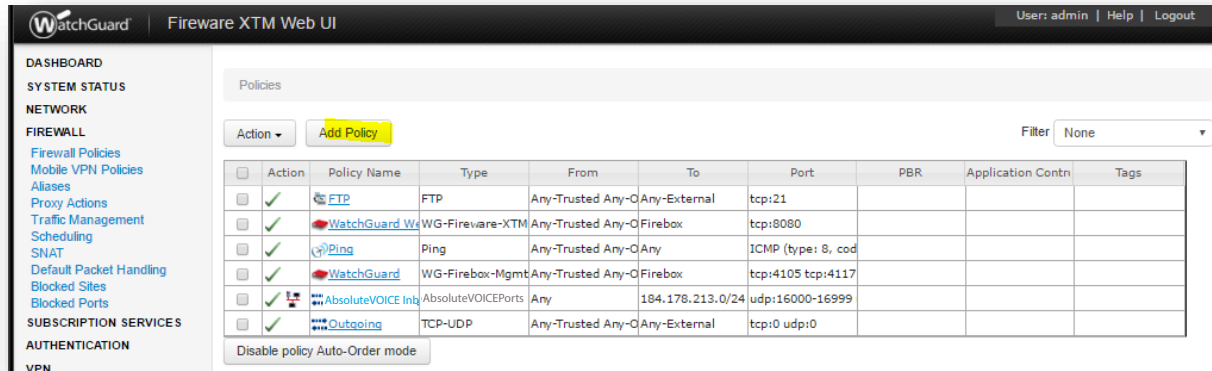 WatchGuard Fireware XTM Web UI User: admin | Help | Logout
DASHBOARD
SYSTEM STATUS
NETWORK
FIREWALL
Firewall Policies
Mobile VPN Policies
Aliases
Proxy Actions
Traffic Management
Scheduling
SNAT
Default Packet Handling
Blocked Sites
Blocked Ports
SUBSCRIPTION SERVICES
AUTHENTICATION
VPN
Policies
Action Add Policy Filter None
Action Policy Name Type From To Port PBR Application Contr Tags
FTP FTP Any-Trusted Any-O Any-External tcp:21
WatchGuard We WG-Fireware-XTM Any-Trusted Any-O Firebox tcp:8080
Ping Ping Any-Trusted Any-O Any ICMP (type: 8, cod
WatchGuard WG-Firebox-Mgmt Any-Trusted Any-O Firebox tcp:4105 tcp:4117
AbsoluteVOICE Inb AbsoluteVOICEPorts Any 184.178.213.0/24 udp:16000-16999
Outgoing TCP-UDP Any-Trusted Any-O Any-External tcp:0 udp:0
Disable policy Auto-Order mode